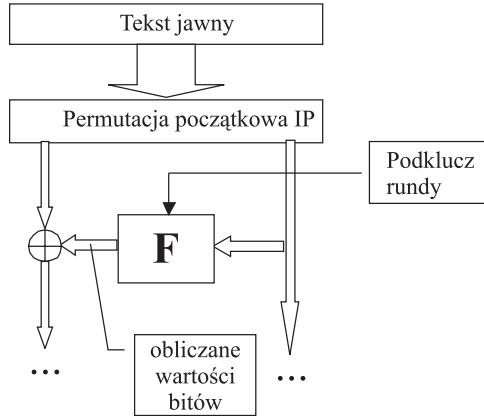 Tekst jawny
Permutacja początkowa IP
Podklucz
rundy
F
obliczane
wartości
bitów
...
...